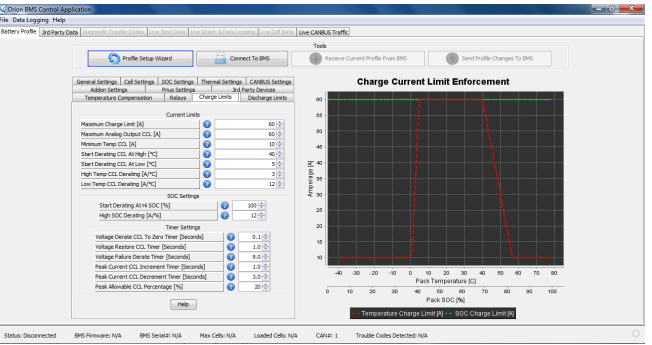 Orion BMS Control Application
File Data Logging Help
Battery Profile 3rd Party Data Diagnostic Trouble Codes Live Text Data Live Graph & Data Logging Live Cell Data Live CANBUS Traffic
Tools
Profile Setup Wizard Connect To BMS Receive Current Profile From BMS Send Profile Changes To BMS
General Settings Cell Settings SOC Settings Thermal Settings CANBUS Settings
Addon Settings Prius Settings 3rd Party Devices
Temperature Compensation Relays Charge Limits Discharge Limits
Current Limits
Maximum Charge Limit [A] ? 60
Maximum Analog Output CCL [A] ? 60
Minimum Temp CCL [A] ? 10
Start Derating CCL At High [°C] ? 40
Start Derating CCL At Low [°C] ? 5
High Temp CCL Derating [A/°C] ? 3
Low Temp CCL Derating [A/°C] ? 12
SOC Settings
Start Derating At Hi SOC [%] ? 100
High SOC Derating [A/%] ? 12
Timer Settings
Voltage Derate CCL To Zero Timer [Seconds] ? 0.1
Voltage Restore CCL Timer [Seconds] ? 1.0
Voltage Failure Derate Timer [Seconds] ? 9.0
Peak Current CCL Increment Timer [Seconds] ? 1.0
Peak Current CCL Decrement Timer [Seconds] ? 3.0
Peak Allowable CCL Percentage [%] ? 20
Help
Charge Current Limit Enforcement
Amperage [A]
60
55
50
45
40
35
30
25
20
15
10
-40 -30 -20 -10 0 10 20 30 40 50 60 70 80
Pack Temperature [C]
0 10 20 30 40 50 60 70 80 90 100
Pack SOC [%]
Temperature Charge Limit [A] SOC Charge Limit [A]
Status: Disconnected BMS Firmware: N/A BMS Serial#: N/A Max Cells: N/A Loaded Cells: N/A CAN#: 1 Trouble Codes Detected: N/A